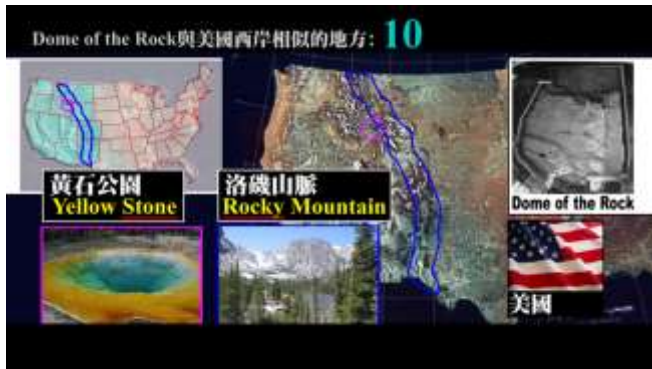 Dome of the Rock與美國西岸相似的地方: 10
黃石公園
Yellow Stone
洛磯山脈
Rocky Mountain
Dome of the Rock
美國